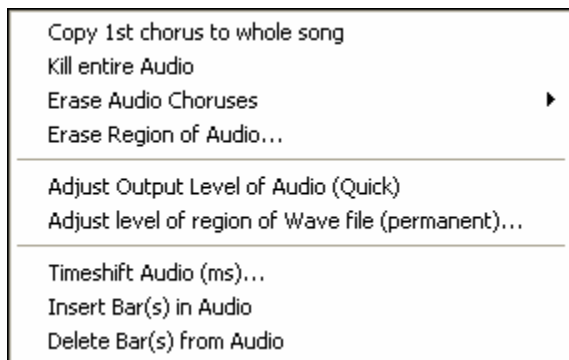 Copy 1st chorus to whole song
Kill entire Audio
Erase Audio Choruses
Erase Region of Audio...
Adjust Output Level of Audio (Quick)
Adjust level of region of Wave file (permanent)...
Timeshift Audio (ms)...
Insert Bar(s) in Audio
Delete Bar(s) from Audio